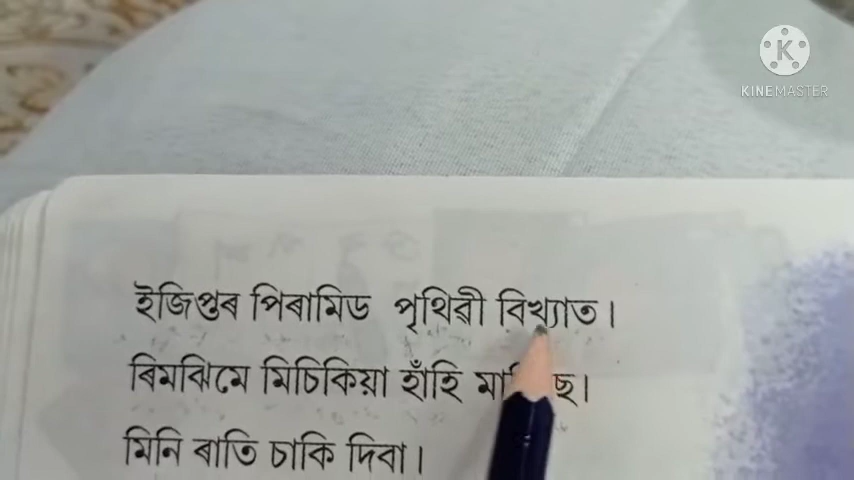 KINEMASTER
ইজিপ্তৰ পিৰামিড পৃথিৱী বিখ্যাত।
ৰিমঝিমে মিচিকিয়া হাঁহি
মিনি ৰাতি চাকি দিবা।